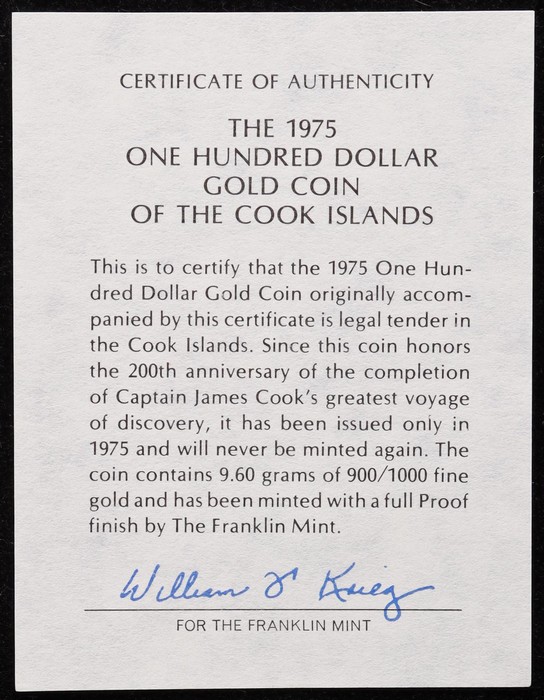 CERTIFICATE OF AUTHENTICITY
THE 1975
ONE HUNDRED DOLLAR
GOLD COIN
OF THE COOK ISLANDS
This is to certify that the 1975 One Hun-
dred Dollar Gold Coin originally accom-
panied by this certificate is legal tender in
the Cook Islands. Since this coin honors
the 200th anniversary of the completion
of Captain James Cook's greatest voyage
of discovery, it has been issued only in
1975 and will never be minted again. The
coin contains 9.60 grams of 900/1000 fine
gold and has been minted with a full Proof
finish by The Franklin Mint.
William Krieg
FOR THE FRANKLIN MINT